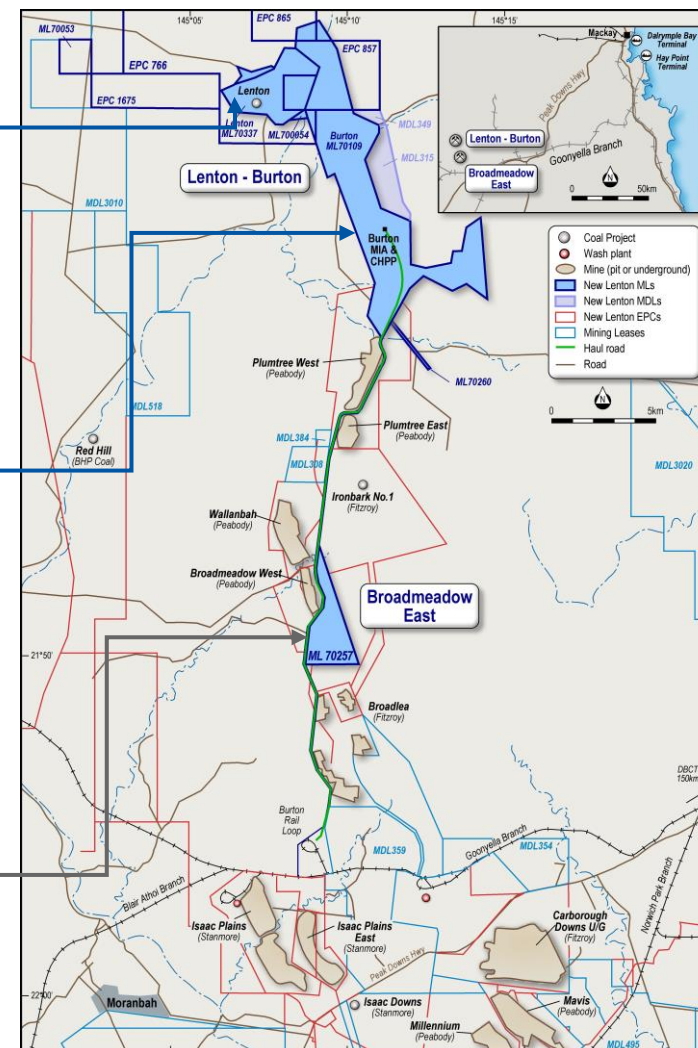 145°05'
145°10'
145°15'
ML70053
EPC 865
EPC 766
EPC 857
EPC 1675
Lenton
Lenton
ML70337
ML700054
Burton
ML70109
MDL349
MDL315
Lenton - Burton
MDL3010
Burton
MIA &
CHPP
Mackay
Dalrymple Bay
Terminal
Hay Point
Terminal
Peak Downs Hwy
Lenton - Burton
Goonyella Branch
Broadmeadow
East
N
0
50km
Coal Project
Wash plant
Mine (pit or underground)
New Lenton MLs
New Lenton MDLs
New Lenton EPCs
Mining Leases
Haul road
Road
N
0
5km
Plumtree West
(Peabody)
ML70260
MDL518
Plumtree East
(Peabody)
MDL384
MDL308
Red Hill
(BHP Coal)
MDL3020
Ironbark No.1
(Fitzroy)
Wallanbah
(Peabody)
Broadmeadow West
(Peabody)
Broadmeadow
East
21°50'
ML 70257
Broadlea
(Fitzroy)
DBCT
150km
Burton
Rail
Loop
MDL359
Goonyella Branch
MDL354
Blair Athol Branch
Norwich Park Branch
Isaac Plains
(Stanmore)
Isaac Plains
East
(Stanmore)
Carborough
Downs U/G
(Fitzroy)
Peak Downs Hwy
22°00'
Moranbah
Isaac Downs
(Stanmore)
Mavis
(Peabody)
Millennium
(Peabody)
MDL495